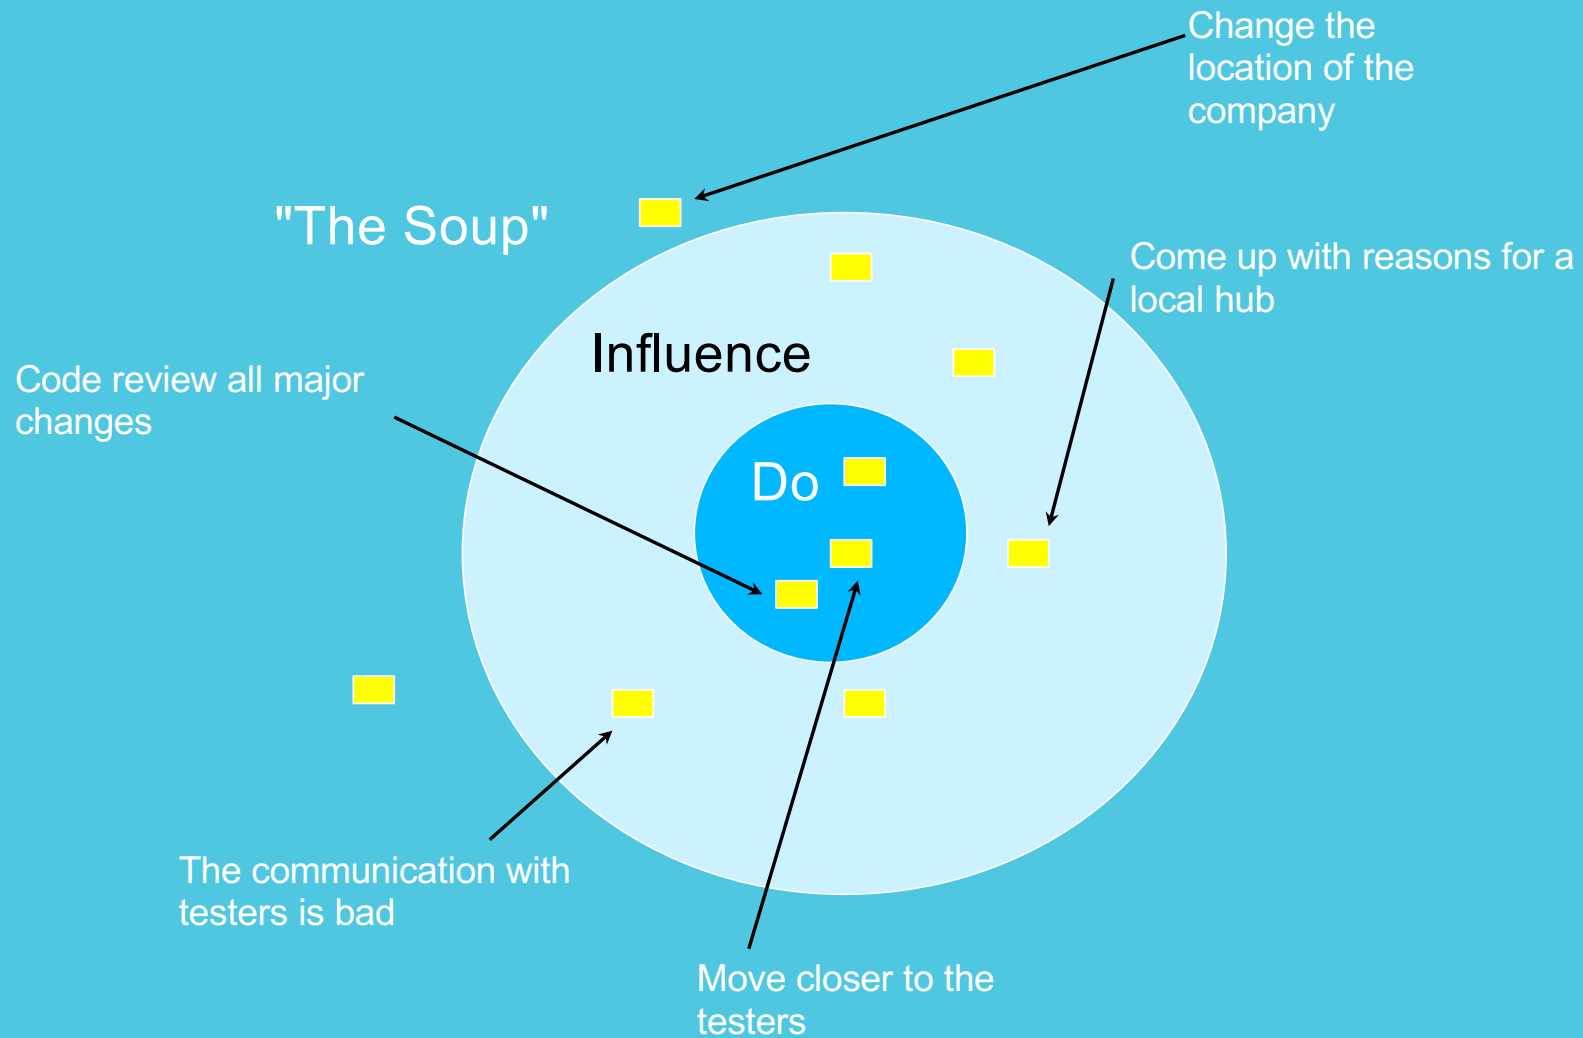 Change the
location of the
company
"The Soup"
Come up with reasons for a
local hub
Influence
Code review all major
changes
Do
The communication with
testers is bad
Move closer to the
testers